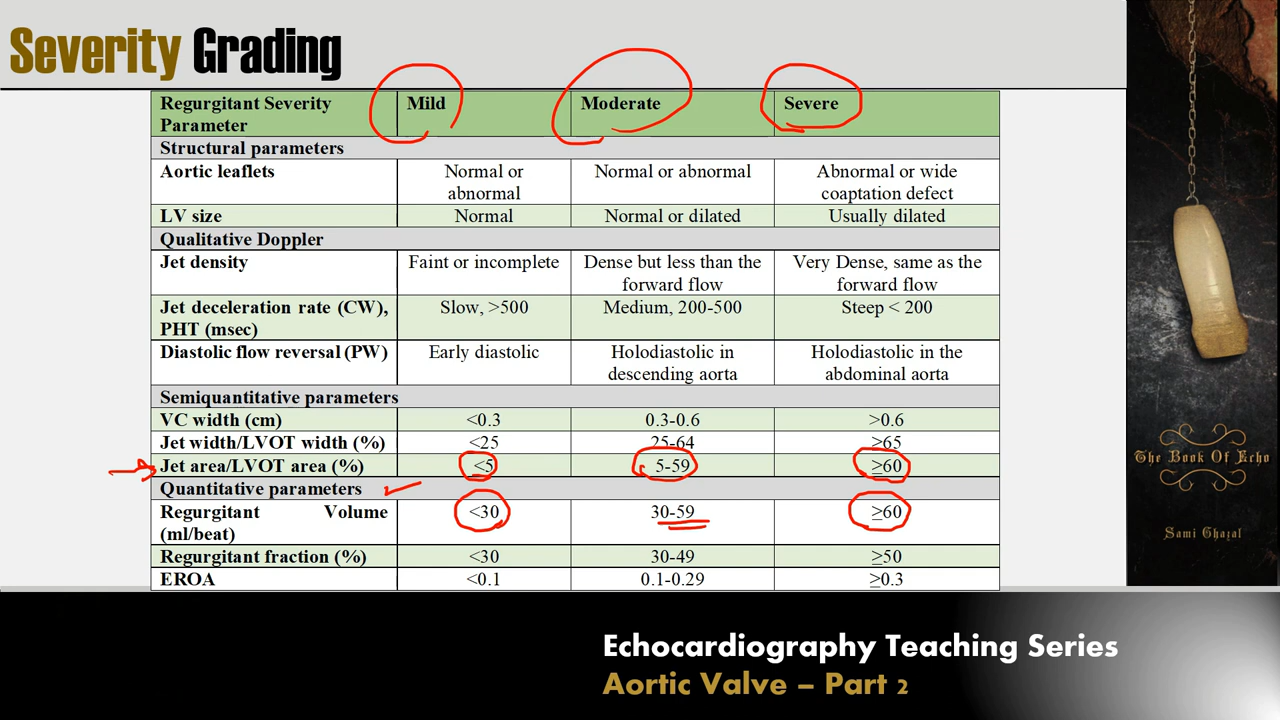 Severity Grading
Regurgitant Severity Parameter | Mild | Moderate | Severe
Structural parameters
Aortic leaflets | Normal or abnormal | Normal or abnormal | Abnormal or wide coaptation defect
LV size | Normal | Normal or dilated | Usually dilated
Qualitative Doppler
Jet density | Faint or incomplete | Dense but less than the forward flow | Very Dense, same as the forward flow
Jet deceleration rate (CW), PHT (msec) | Slow, >500 | Medium, 200-500 | Steep < 200
Diastolic flow reversal (PW) | Early diastolic | Holodiastolic in descending aorta | Holodiastolic in the abdominal aorta
Semiquantitative parameters
VC width (cm) | <0.3 | 0.3-0.6 | >0.6
Jet width/LVOT width (%) | <25 | 25-64 | ≥65
Jet area/LVOT area (%) | <5 | 5-59 | ≥60
Quantitative parameters
Regurgitant Volume (ml/beat) | <30 | 30-59 | ≥60
Regurgitant fraction (%) | <30 | 30-49 | ≥50
EROA | <0.1 | 0.1-0.29 | ≥0.3
The Book Of Echo
Sami Ghazal
Echocardiography Teaching Series
Aortic Valve – Part 2